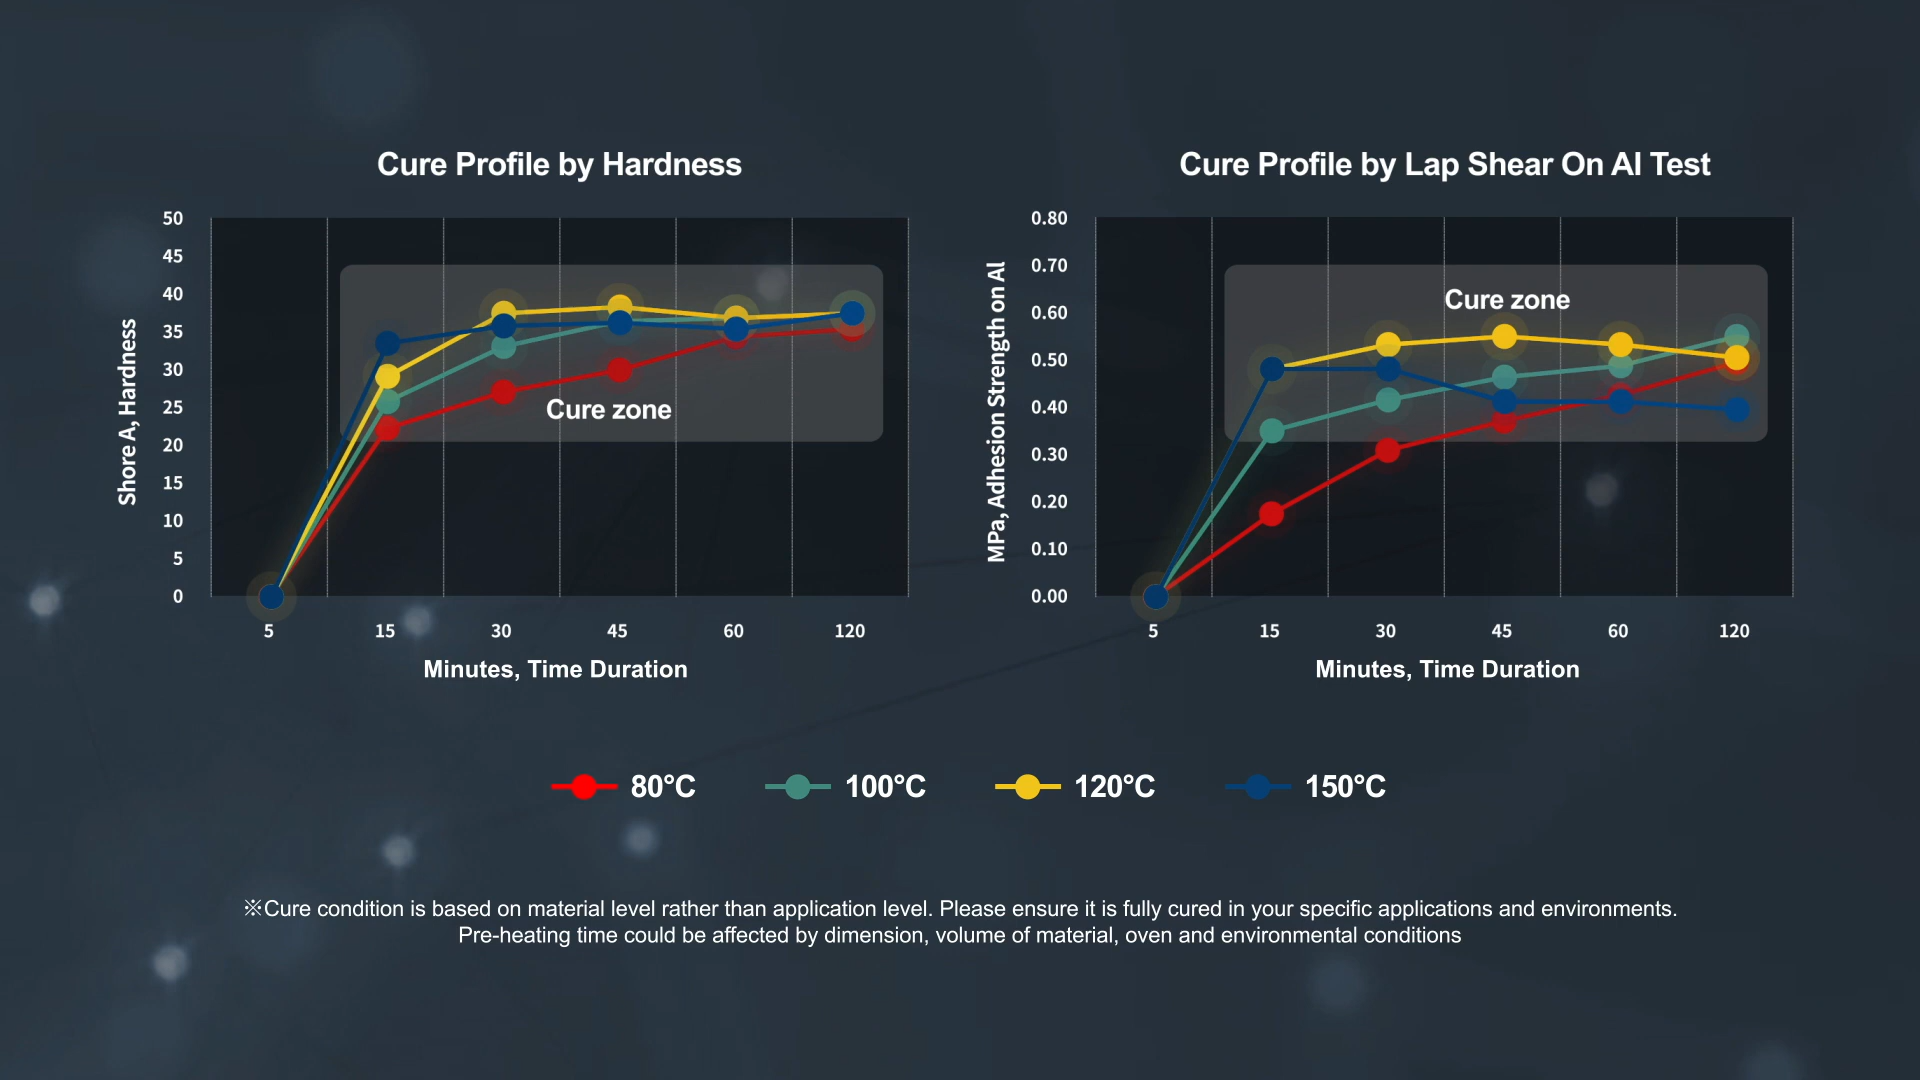 Cure Profile by Hardness
50
45
40
35
30
25
20
15
10
5
0
Shore A, Hardness
Cure zone
5 15 30 45 60 120
Minutes, Time Duration
Cure Profile by Lap Shear On Al Test
0.80
0.70
0.60
0.50
0.40
0.30
0.20
0.10
0.00
MPa, Adhesion Strength on Al
Cure zone
5 15 30 45 60 120
Minutes, Time Duration
80°C 100°C 120°C 150°C
※Cure condition is based on material level rather than application level. Please ensure it is fully cured in your specific applications and environments.
Pre-heating time could be affected by dimension, volume of material, oven and environmental conditions